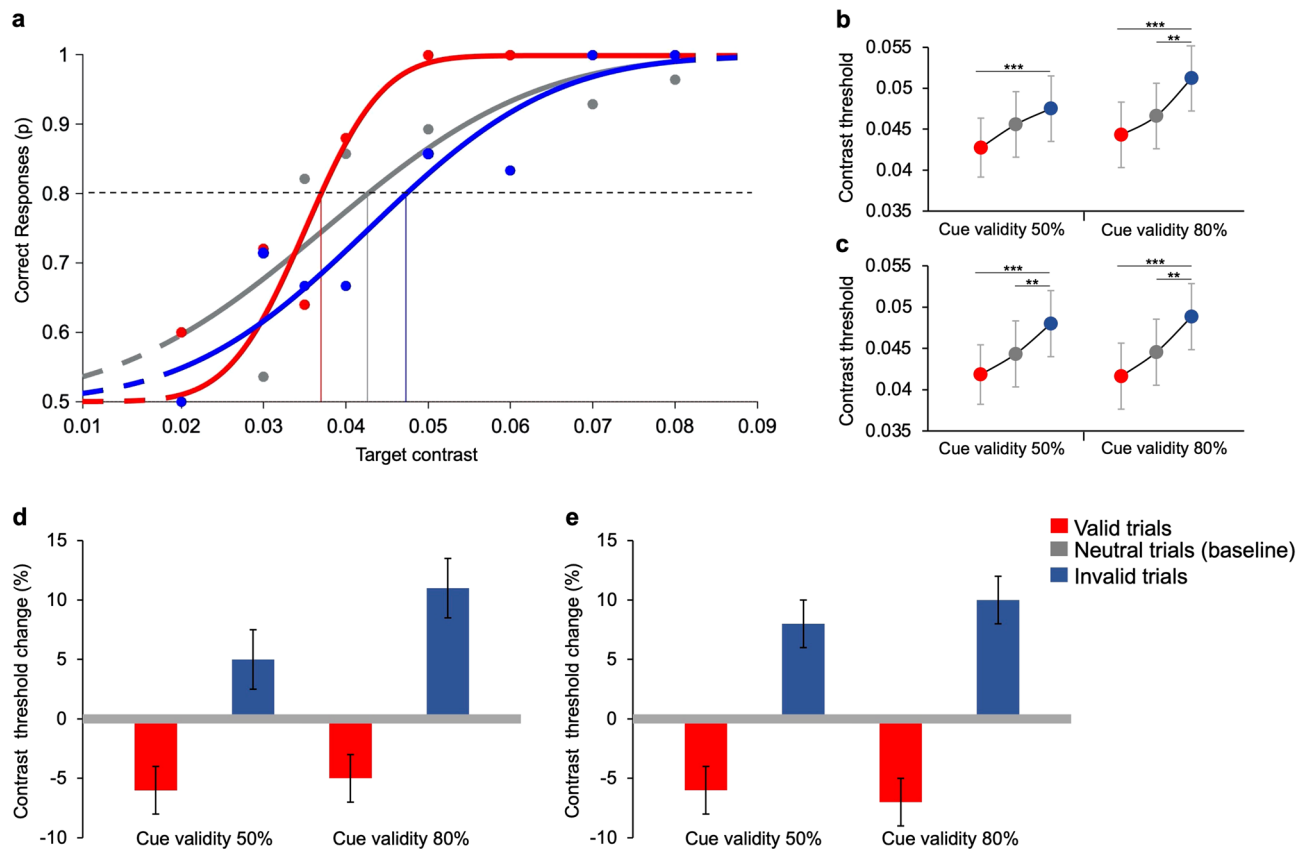 a
Correct Responses (p)
1
0.9
0.8
0.7
0.6
0.5
0.01 0.02 0.03 0.04 0.05 0.06 0.07 0.08 0.09
Target contrast
b
Contrast threshold
0.055
0.05
0.045
0.04
0.035
***
***
**
Cue validity 50% Cue validity 80%
c
Contrast threshold
0.055
0.05
0.045
0.04
0.035
***
**
***
**
Cue validity 50% Cue validity 80%
d
Contrast threshold change (%)
15
10
5
0
-5
-10
Cue validity 50% Cue validity 80%
e
Contrast threshold change (%)
15
10
5
0
-5
-10
Cue validity 50% Cue validity 80%
Valid trials
Neutral trials (baseline)
Invalid trials